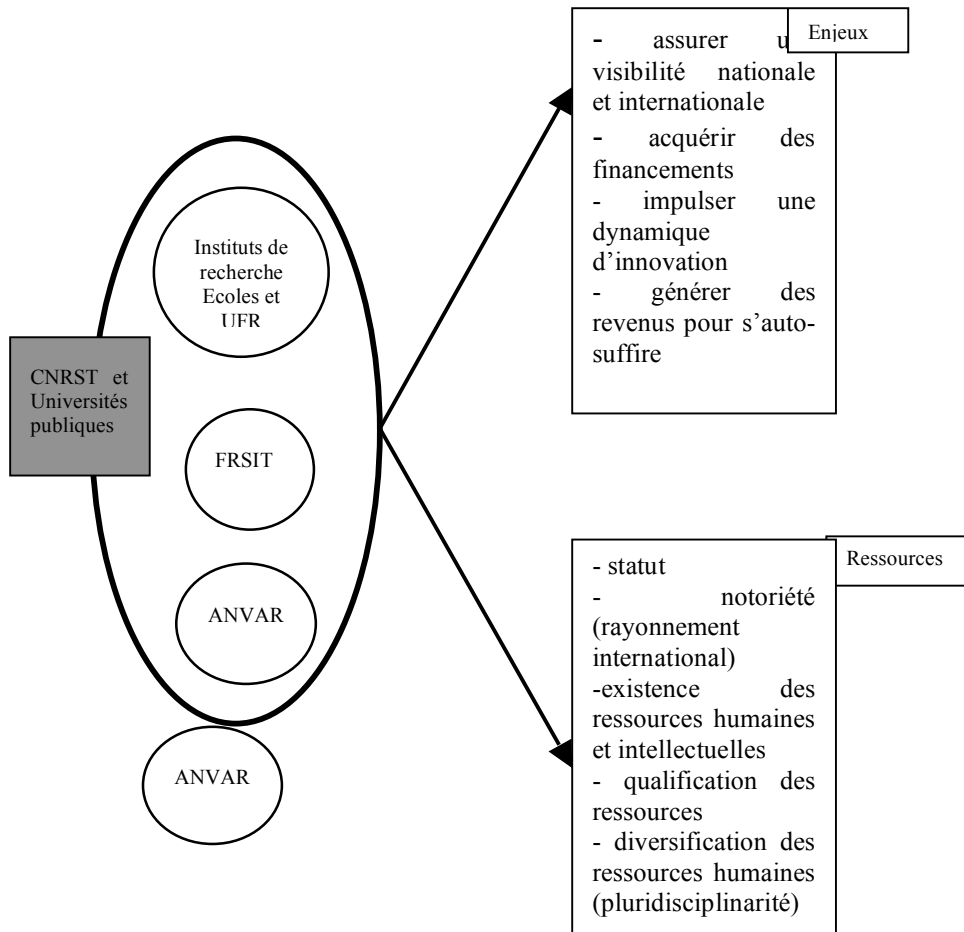 Instituts de
recherche
Ecoles et
UFR
CNRST et
Universités
publiques
FRSIT
ANVAR
ANVAR
Enjeux
- assurer
visibilité nationale
et internationale
- acquérir des
financements
- impulser une
dynamique
d’innovation
- générer des
revenus pour s’auto-
suffire
Ressources
- statut
- notoriété
(rayonnement
international)
-existence des
ressources humaines
et intellectuelles
- qualification des
ressources
- diversification des
ressources humaines
(pluridisciplinarité)